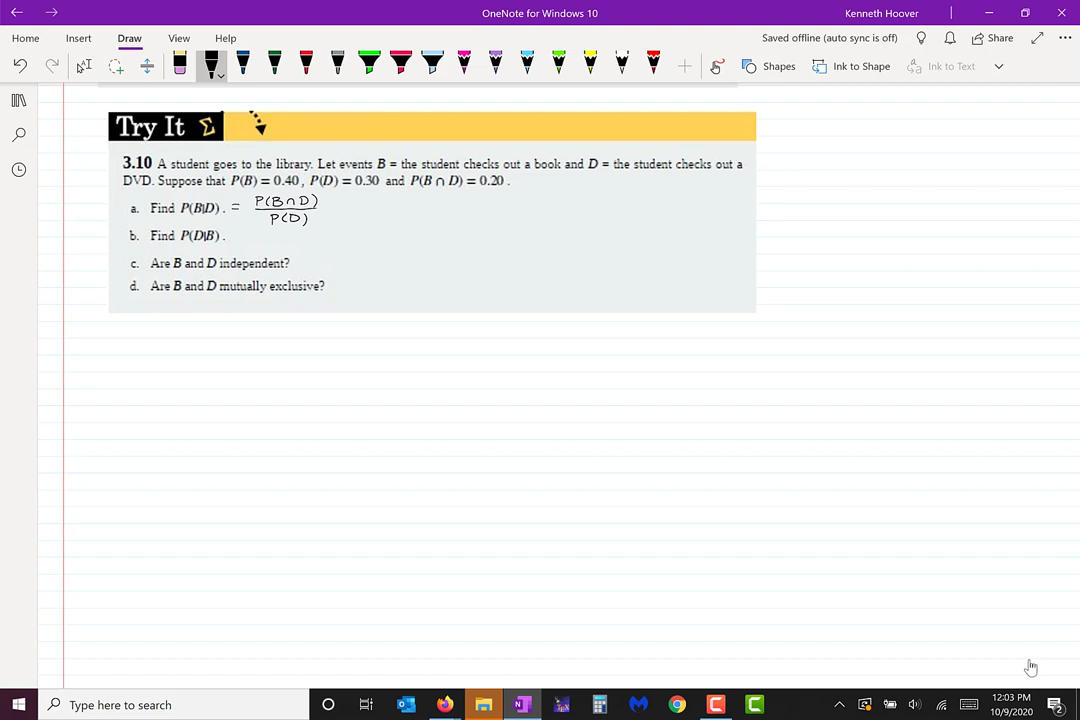 OneNote for Windows 10
Kenneth Hoover
Home Insert Draw View Help
Saved offline (auto sync is off)
Share
Shapes
Ink to Shape
Ink to Text
Try It Σ
3.10 A student goes to the library. Let events B = the student checks out a book and D = the student checks out a
DVD. Suppose that P(B) = 0.40 , P(D) = 0.30 and P(B ∩ D) = 0.20 .
a. Find P(B|D) . = P(B∩D)
P(D)
b. Find P(D|B) .
c. Are B and D independent?
d. Are B and D mutually exclusive?
Type here to search
12:03 PM
10/9/2020
2